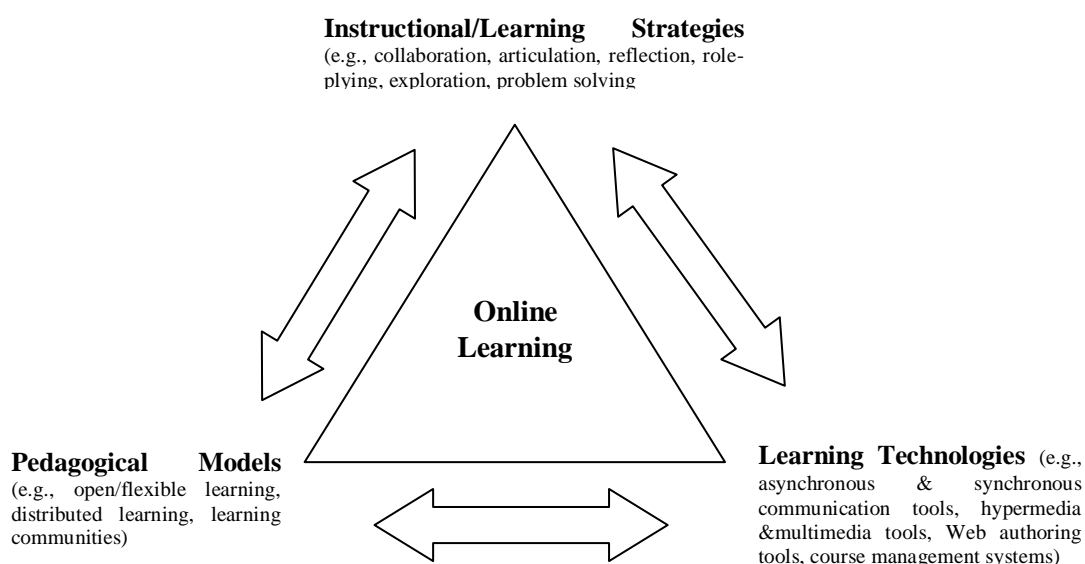 Instructional/Learning Strategies
(e.g., collaboration, articulation, reflection, role-
plying, exploration, problem solving
Online
Learning
Pedagogical Models
(e.g., open/flexible learning,
distributed learning, learning
communities)
Learning Technologies (e.g.,
asynchronous & synchronous
communication tools, hypermedia
&multimedia tools, Web authoring
tools, course management systems)